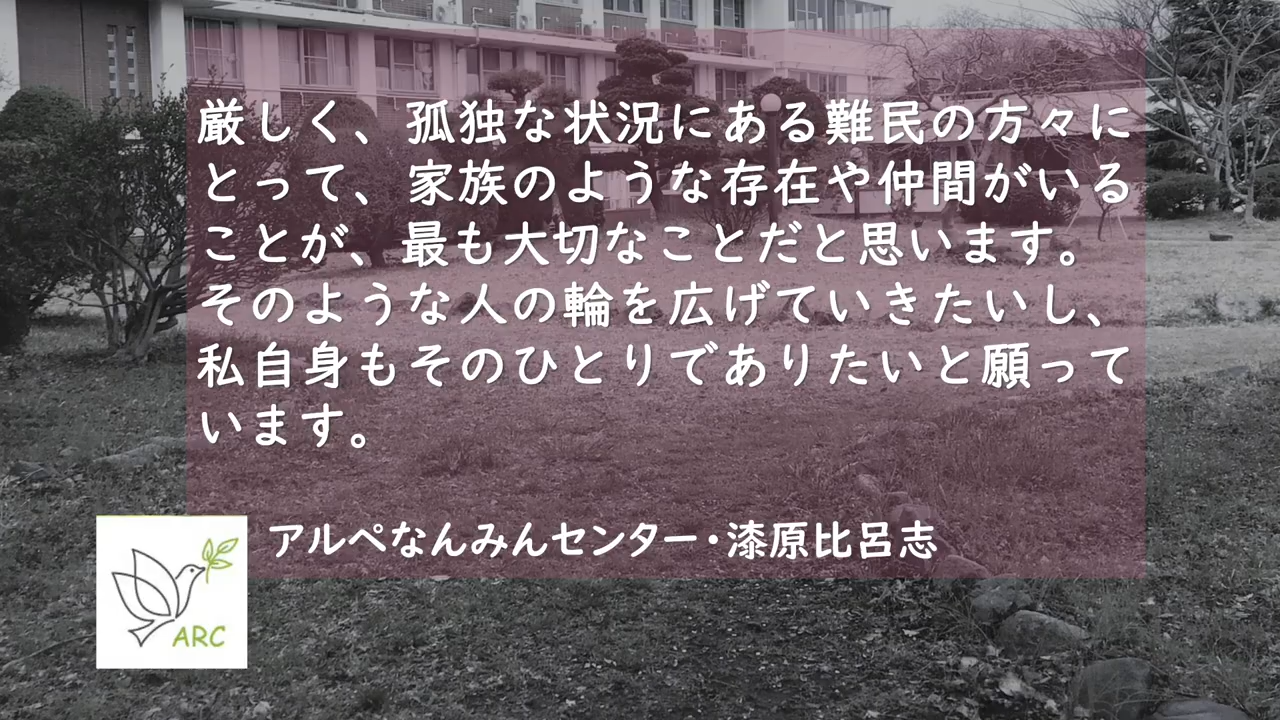 厳しく、孤独な状況にある難民の方々に
とって、家族のような存在や仲間がいる
ことが、最も大切なことだと思います。
そのような人の輪を広げていきたいし、
私自身もそのひとりでありたいと願って
います。
アルペなんみんセンター・漆原比呂志
ARC